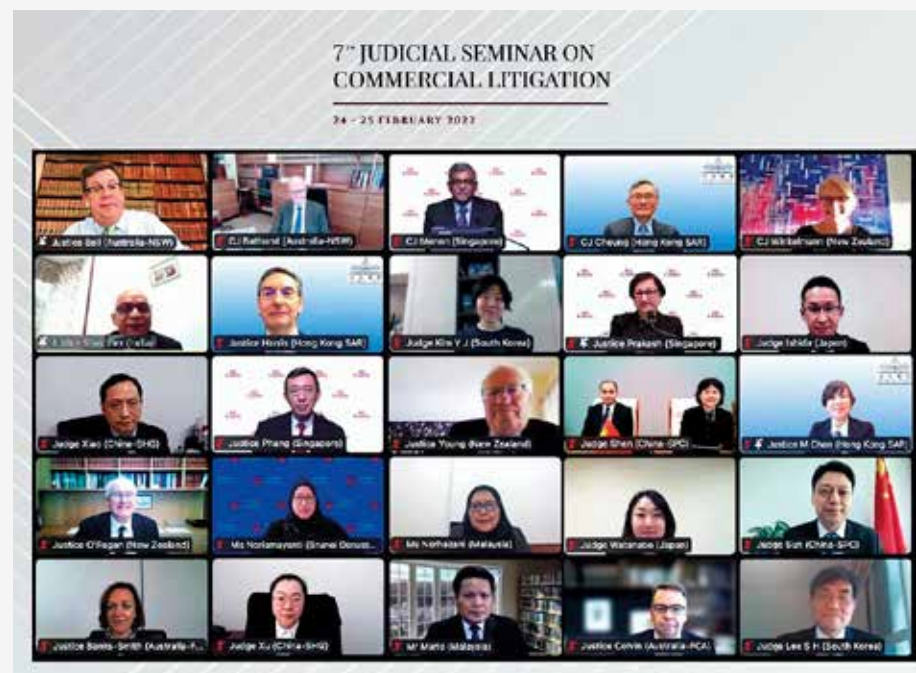 7TH JUDICIAL SEMINAR ON
COMMERCIAL LITIGATION
24 - 25 FEBRUARY 2022
Justice Bell (Australia-NSW)
CJ Bathurst (Australia-NSW)
CJ Menon (Singapore)
CJ Cheung (Hong Kong SAR)
CJ Winkelmann (New Zealand)
(India)
Justice Harris (Hong Kong SAR)
Judge Kim Y J (South Korea)
Justice Prakash (Singapore)
Judge Ishida (Japan)
Judge Xiao (China-SHG)
Justice Phang (Singapore)
Justice Young (New Zealand)
Judge Shen (China-SPC)
Justice M Chan (Hong Kong SAR)
Justice O'Regan (New Zealand)
Ms Norismayanti (Brunei Daruss...
Ms Norhaizani (Malaysia)
Judge Watanabe (Japan)
Judge Sun (China-SPC)
Justice Banks-Smith (Australia-F...
Judge Xu (China-SHG)
Mr Mario (Malaysia)
Justice Colvin (Australia-FCA)
Judge Lee S H (South Korea)